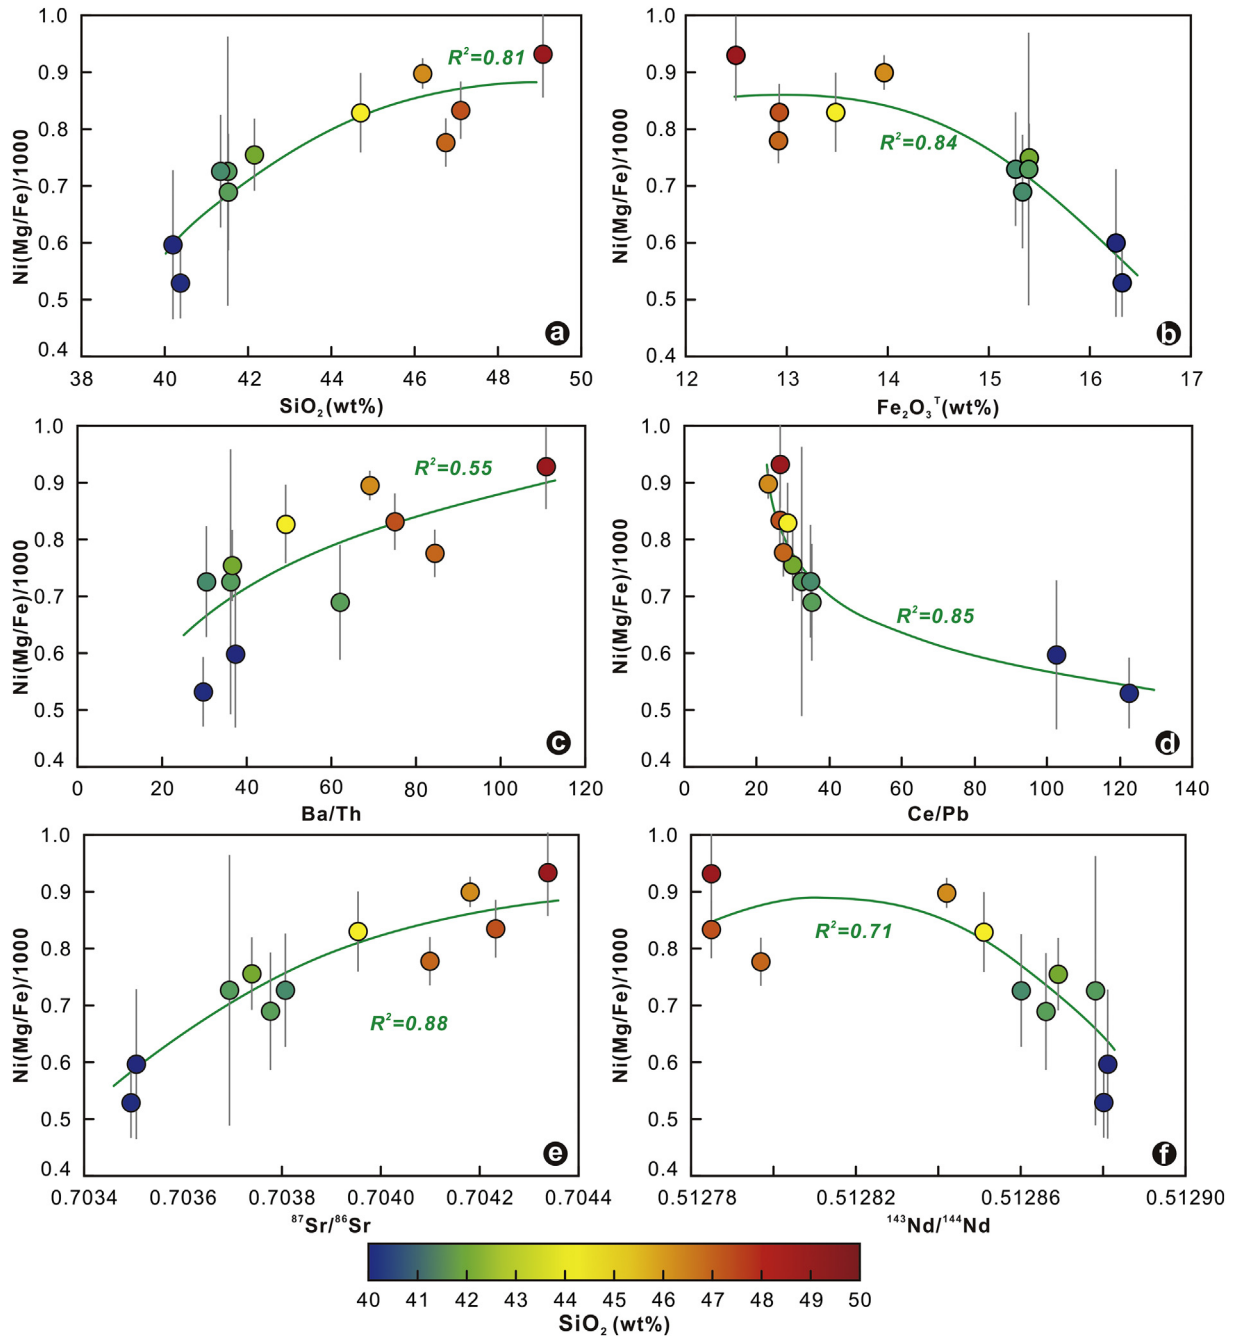 1.0
0.9
0.8
0.7
0.6
0.5
0.4
Ni(Mg/Fe)/1000
R²=0.81
a
38 40 42 44 46 48 50
SiO₂(wt%)
1.0
0.9
0.8
0.7
0.6
0.5
0.4
Ni(Mg/Fe)/1000
R²=0.84
b
12 13 14 15 16 17
Fe₂O₃ᵀ(wt%)
1.0
0.9
0.8
0.7
0.6
0.5
0.4
Ni(Mg/Fe)/1000
R²=0.55
c
0 20 40 60 80 100 120
Ba/Th
1.0
0.9
0.8
0.7
0.6
0.5
0.4
Ni(Mg/Fe)/1000
R²=0.85
d
0 20 40 60 80 100 120 140
Ce/Pb
1.0
0.9
0.8
0.7
0.6
0.5
0.4
Ni(Mg/Fe)/1000
R²=0.88
e
0.7034 0.7036 0.7038 0.7040 0.7042 0.7044
⁸⁷Sr/⁸⁶Sr
1.0
0.9
0.8
0.7
0.6
0.5
0.4
Ni(Mg/Fe)/1000
R²=0.71
f
0.51278 0.51282 0.51286 0.51290
¹⁴³Nd/¹⁴⁴Nd
40 41 42 43 44 45 46 47 48 49 50
SiO₂ (wt%)